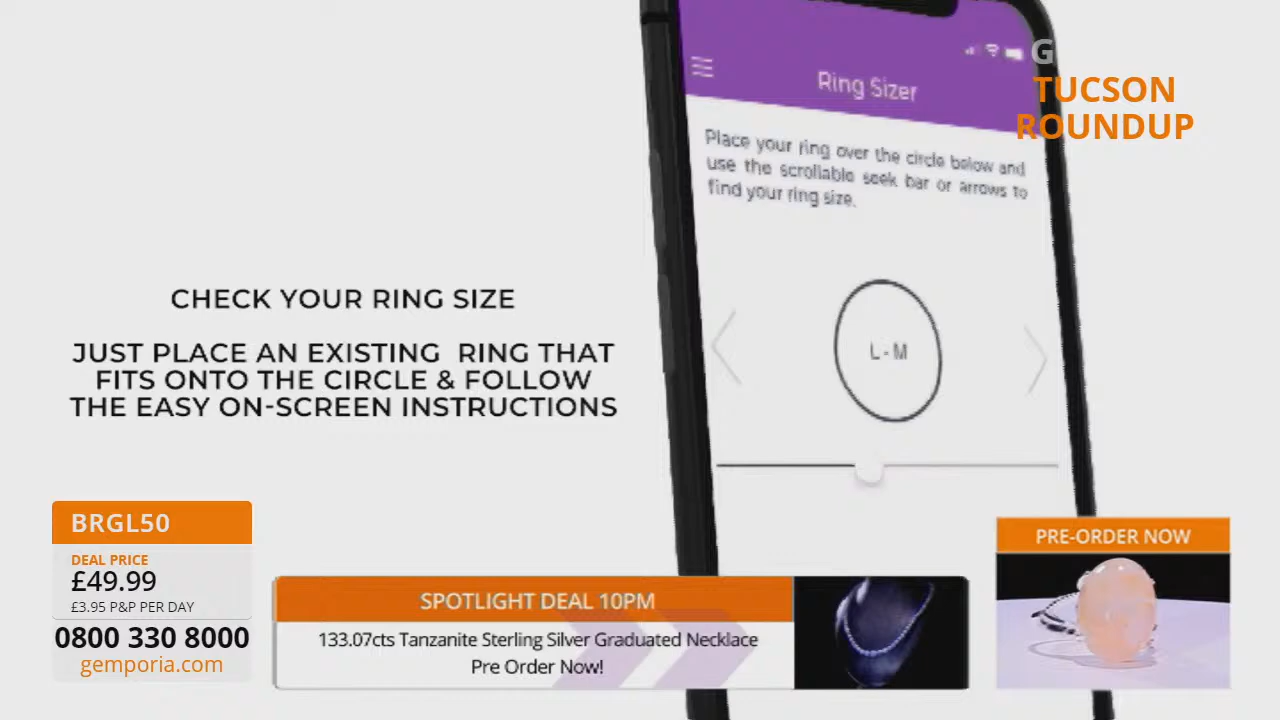 G
TUCSON
ROUNDUP
Ring Sizer
Place your ring over the circle below and
use the scrollable seek bar or arrows to
find your ring size.
L - M
CHECK YOUR RING SIZE
JUST PLACE AN EXISTING RING THAT
FITS ONTO THE CIRCLE & FOLLOW
THE EASY ON-SCREEN INSTRUCTIONS
BRGL50
DEAL PRICE
£49.99
£3.95 P&P PER DAY
0800 330 8000
gemporia.com
SPOTLIGHT DEAL 10PM
133.07cts Tanzanite Sterling Silver Graduated Necklace
Pre Order Now!
PRE-ORDER NOW